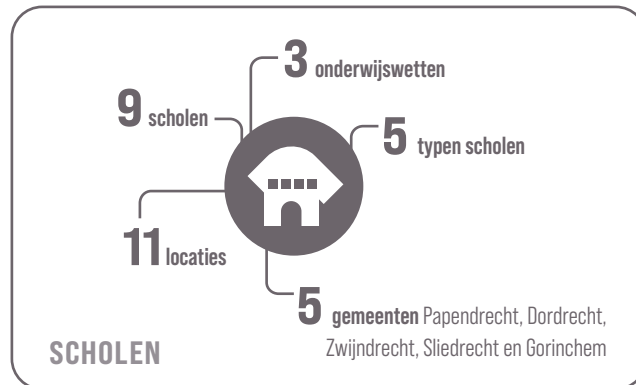 3 onderwijswetten
9 scholen
5 typen scholen
11 locaties
5 gemeenten Papendrecht, Dordrecht,
Zwijndrecht, Sliedrecht en Gorinchem
SCHOLEN